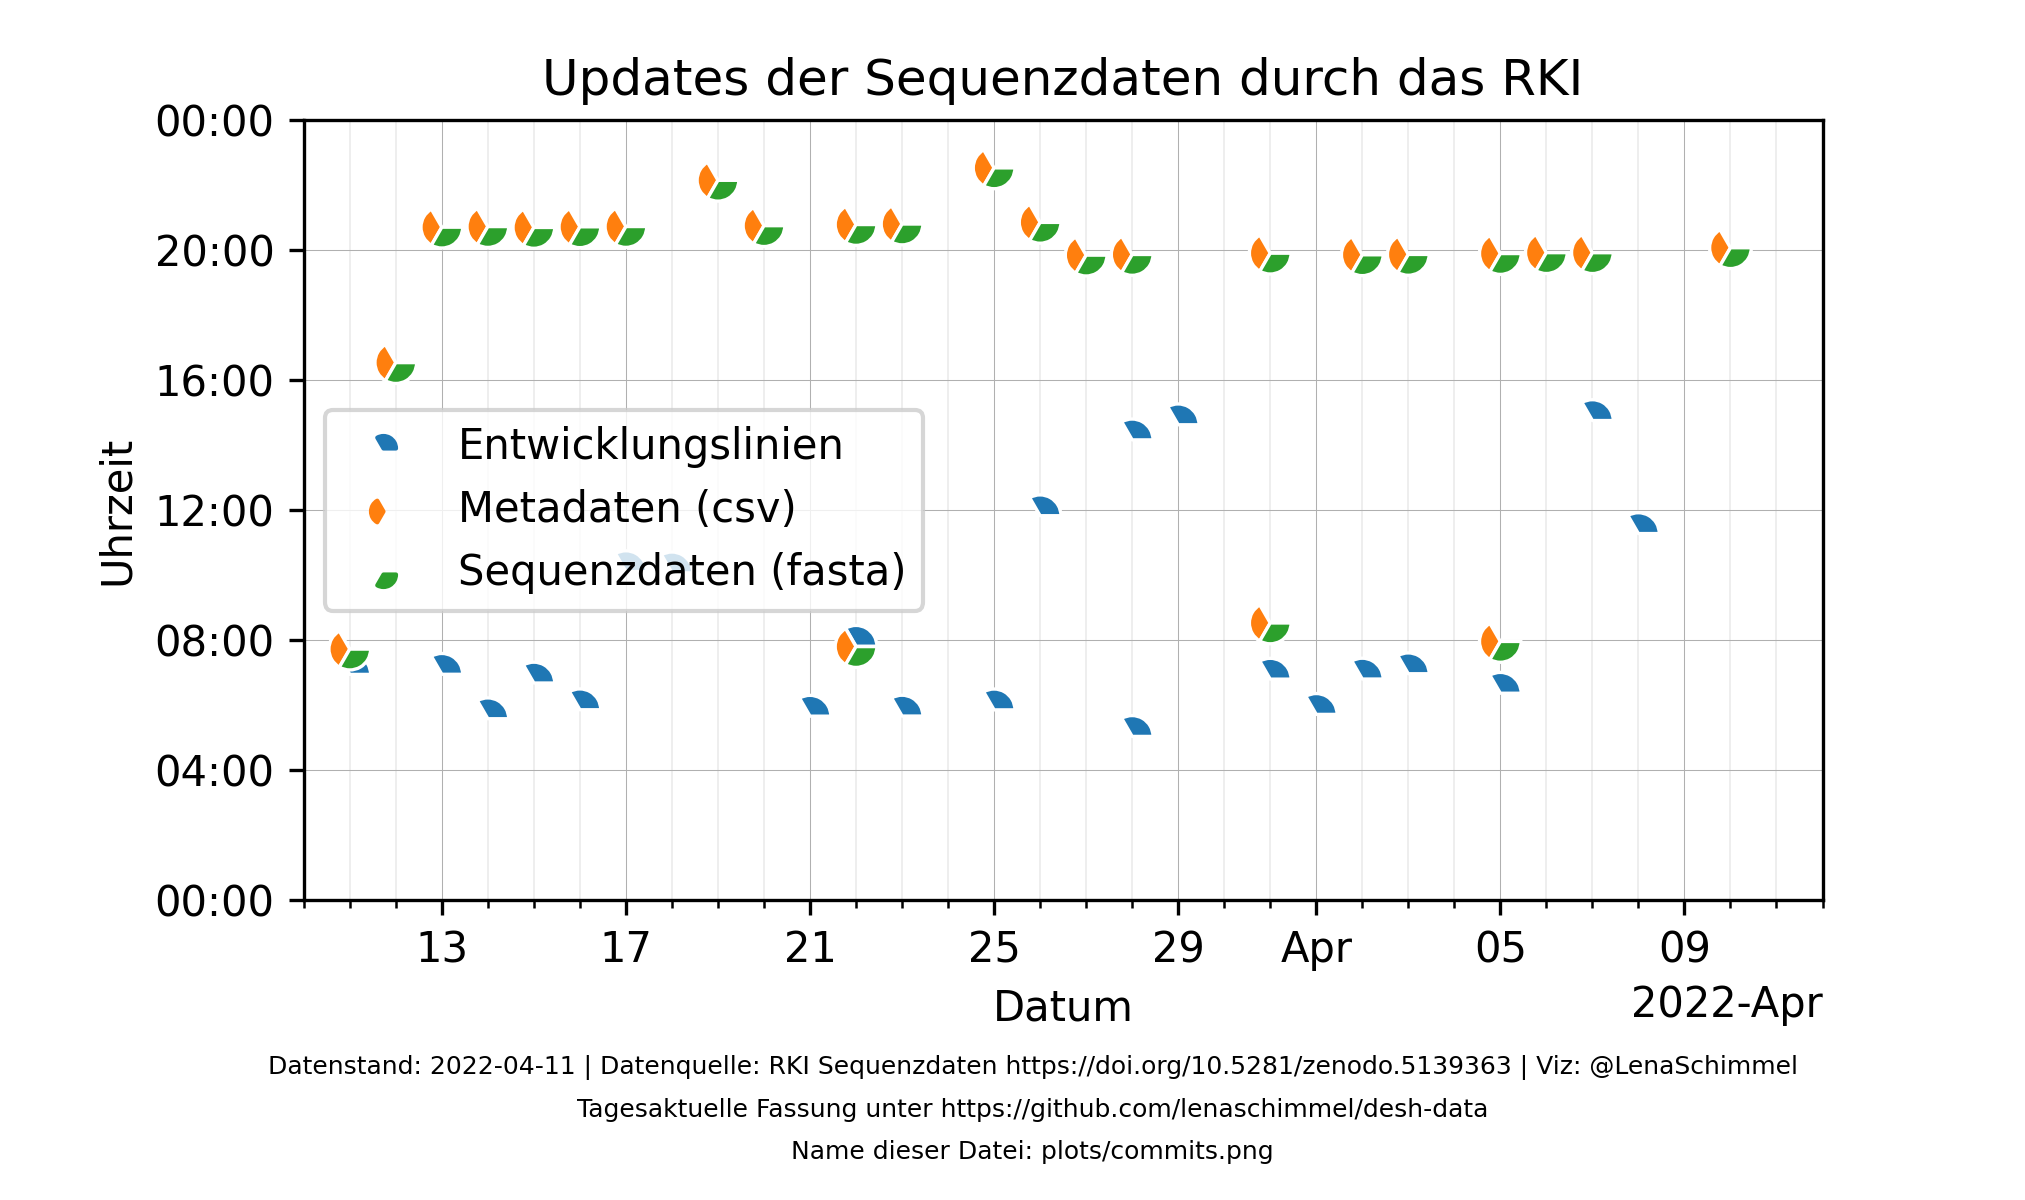 Updates der Sequenzdaten durch das RKI
00:00
20:00
16:00
12:00
08:00
04:00
00:00
Uhrzeit
Entwicklungslinien
Metadaten (csv)
Sequenzdaten (fasta)
13 17 21 25 29 Apr 05 09
Datum
2022-Apr
Datenstand: 2022-04-11 | Datenquelle: RKI Sequenzdaten https://doi.org/10.5281/zenodo.5139363 | Viz: @LenaSchimmel
Tagesaktuelle Fassung unter https://github.com/lenaschimmel/desh-data
Name dieser Datei: plots/commits.png